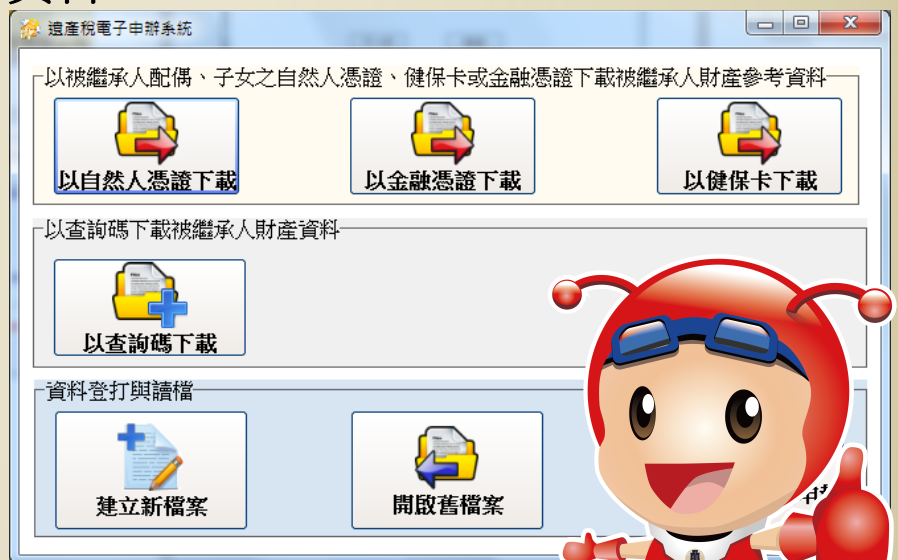 遺產稅電子申辦系統
以被繼承人配偶、子女之自然人憑證、健保卡或金融憑證下載被繼承人財產參考資料
以自然人憑證下載
以金融憑證下載
以健保卡下載
以查詢碼下載被繼承人財產資料
以查詢碼下載
資料登打與讀檔
建立新檔案
開啟舊檔案